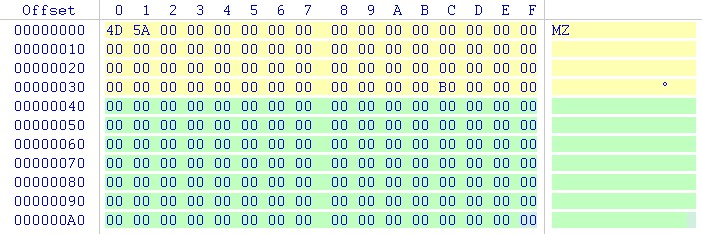 Offset 0 1 2 3 4 5 6 7 8 9 A B C D E F
00000000 4D 5A 00 00 00 00 00 00 00 00 00 00 00 00 00 00 MZ
00000010 00 00 00 00 00 00 00 00 00 00 00 00 00 00 00 00
00000020 00 00 00 00 00 00 00 00 00 00 00 00 00 00 00 00
00000030 00 00 00 00 00 00 00 00 00 00 00 00 B0 00 00 00 °
00000040 00 00 00 00 00 00 00 00 00 00 00 00 00 00 00 00
00000050 00 00 00 00 00 00 00 00 00 00 00 00 00 00 00 00
00000060 00 00 00 00 00 00 00 00 00 00 00 00 00 00 00 00
00000070 00 00 00 00 00 00 00 00 00 00 00 00 00 00 00 00
00000080 00 00 00 00 00 00 00 00 00 00 00 00 00 00 00 00
00000090 00 00 00 00 00 00 00 00 00 00 00 00 00 00 00 00
000000A0 00 00 00 00 00 00 00 00 00 00 00 00 00 00 00 00